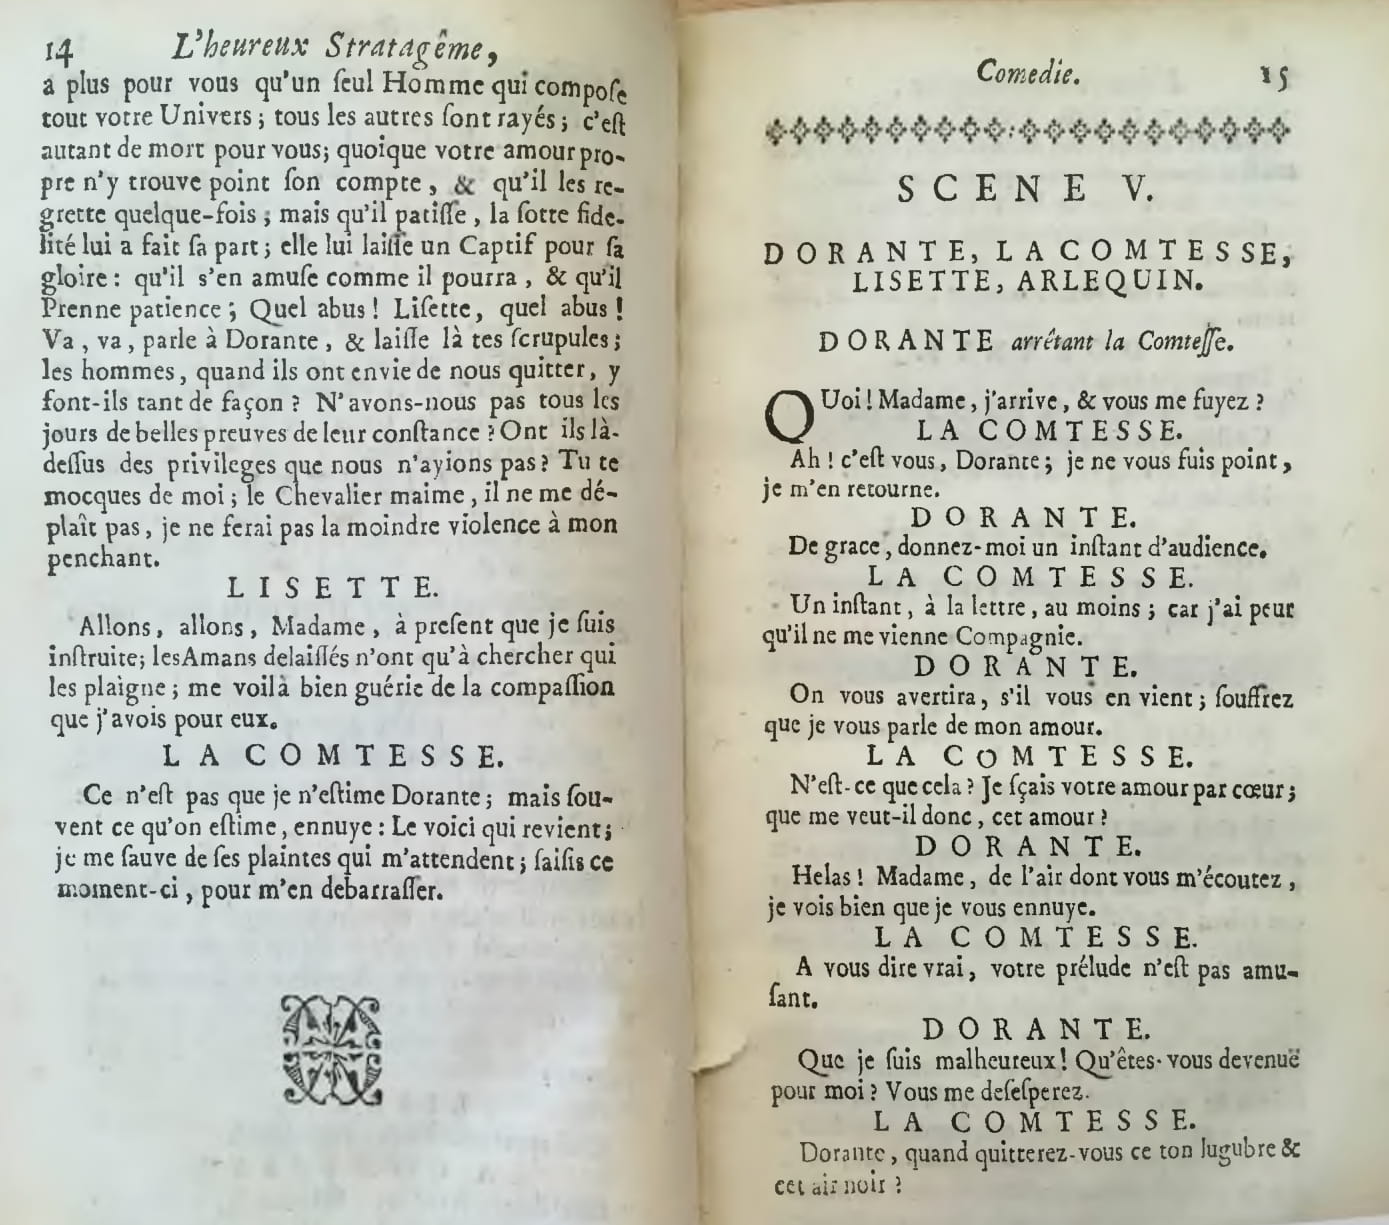 14 L'heureux Stratagême,
a plus pour vous qu'un ſeul Homme qui compoſe
tout votre Univers ; tous les autres ſont rayés ; c'eſt
autant de mort pour vous; quoique votre amour pro-
pre n'y trouve point ſon compte, & qu'il les re-
grette quelque-fois ; mais qu'il patiſſe, la ſotte fide-
lité lui a fait ſa part ; elle lui laiſſe un Captif pour ſa
gloire : qu'il s'en amuſe comme il pourra, & qu'il
Prenne patience ; Quel abus ! Liſette, quel abus !
Va, va, parle à Dorante, & laiſſe là tes ſcrupules ;
les hommes, quand ils ont envie de nous quitter, y
font-ils tant de façon ? N'avons-nous pas tous les
jours de belles preuves de leur conſtance ? Ont ils là-
deſſus des privileges que nous n'ayions pas ? Tu te
mocques de moi ; le Chevalier maime, il ne me dé-
plaît pas, je ne ferai pas la moindre violence à mon
penchant.
LISETTE.
Allons, allons, Madame, à preſent que je ſuis
inſtruite; lesAmans delaiſſés n'ont qu'à chercher qui
les plaigne ; me voilà bien guérie de la compaſſion
que j'avois pour eux.
LA COMTESSE.
Ce n'eſt pas que je n'eſtime Dorante ; mais ſou-
vent ce qu'on eſtime, ennuye : Le voici qui revient ;
je me ſauve de ſes plaintes qui m'attendent ; ſaiſis ce
moment-ci, pour m'en debarraſſer.
Comedie. 15
SCENE V.
DORANTE, LA COMTESSE,
LISETTE, ARLEQUIN.
DORANTE arrêtant la Comteſſe.
QUoi ! Madame, j'arrive, & vous me fuyez ?
LA COMTESSE.
Ah ! c'eſt vous, Dorante ; je ne vous fuis point,
je m'en retourne.
DORANTE.
De grace, donnez-moi un inſtant d'audience.
LA COMTESSE.
Un inſtant, à la lettre, au moins ; car j'ai peur
qu'il ne me vienne Compagnie.
DORANTE.
On vous avertira, s'il vous en vient ; ſouffrez
que je vous parle de mon amour.
LA COMTESSE.
N'eſt-ce que cela ? Je ſçais votre amour par cœur ;
que me veut-il donc, cet amour ?
DORANTE.
Helas ! Madame, de l'air dont vous m'écoutez,
je vois bien que je vous ennuye.
LA COMTESSE.
A vous dire vrai, votre prélude n'eſt pas amu-
ſant.
DORANTE.
Que je ſuis malheureux ! Qu'êtes-vous devenuë
pour moi ? Vous me deſeſperez.
LA COMTESSE.
Dorante, quand quitterez-vous ce ton lugubre &
cet air noir ?